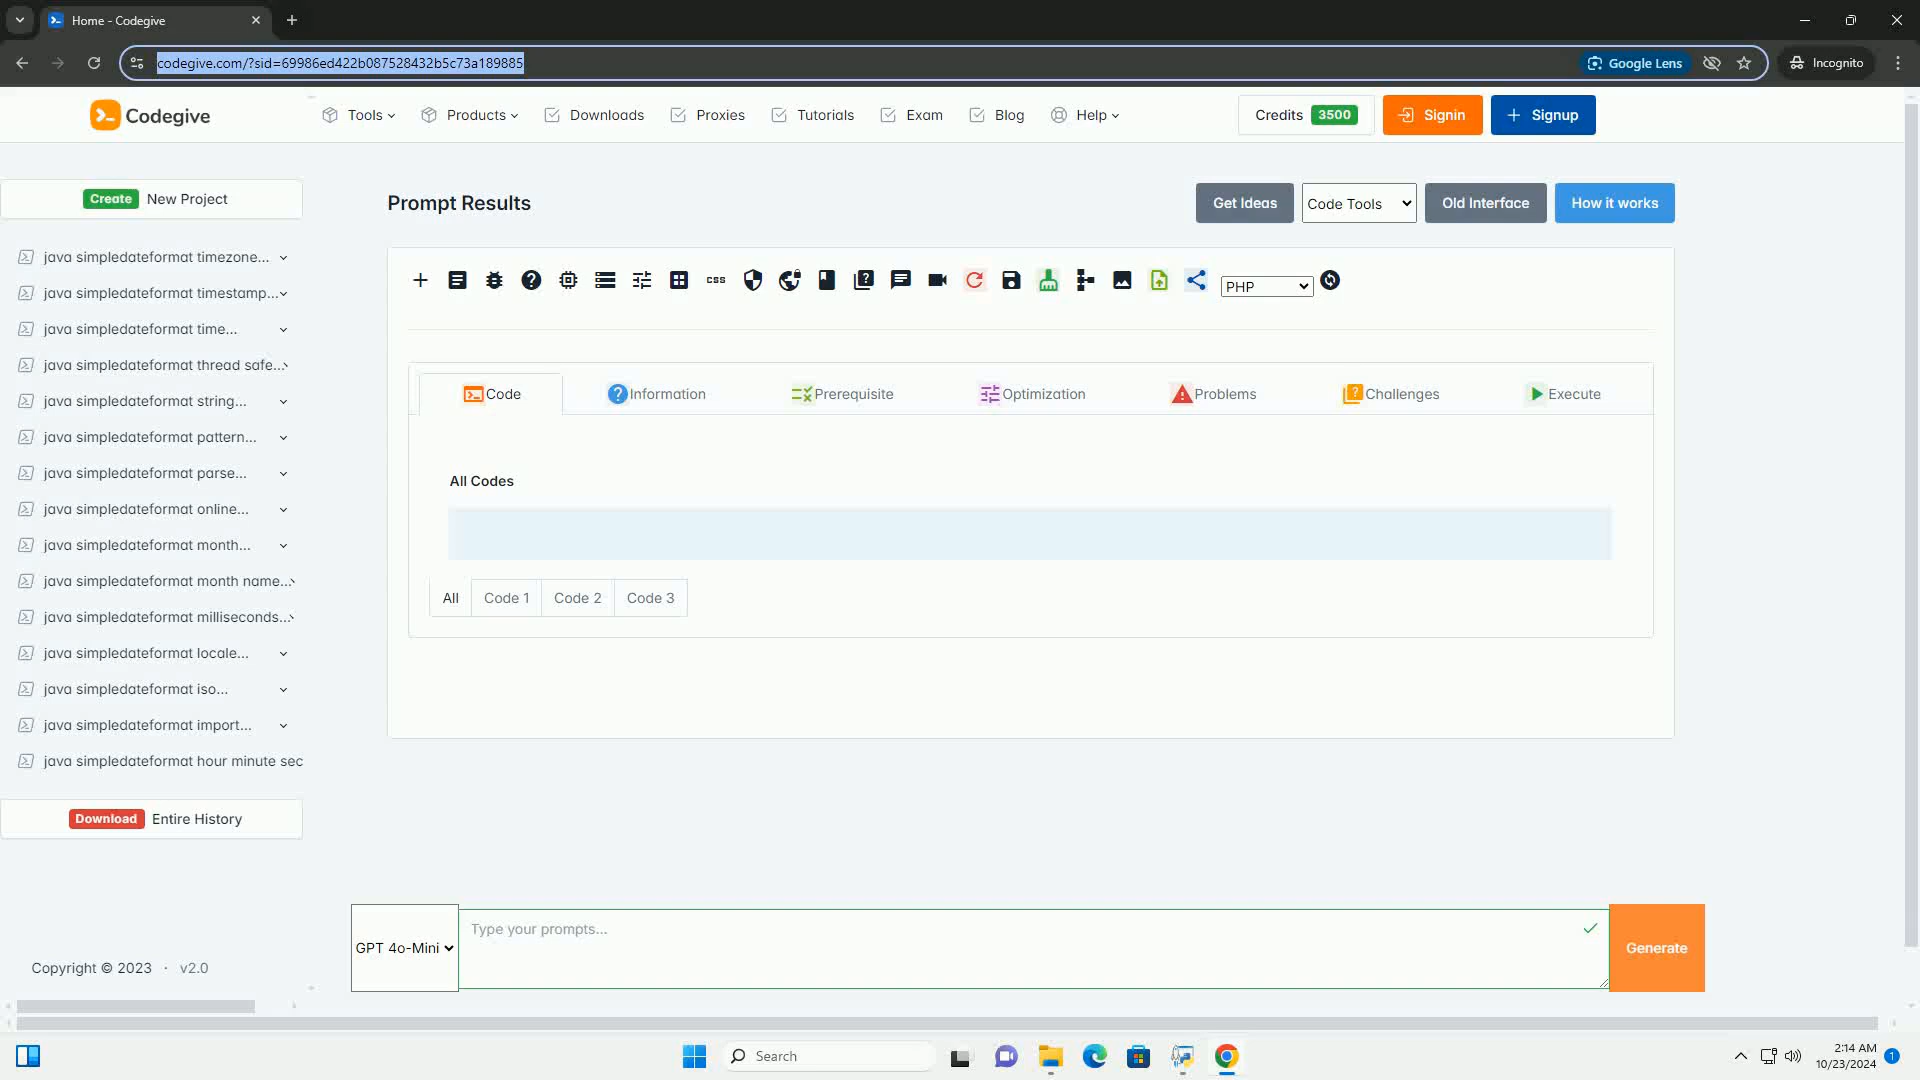 Home - Codegive
codegive.com/?sid=69986ed422b087528432b5c73a189885
Google Lens
Incognito
Codegive
Tools
Products
Downloads
Proxies
Tutorials
Exam
Blog
Help
Credits 3500
Signin
Signup
Create New Project
Prompt Results
Get Ideas
Code Tools
Old Interface
How it works
java simpledateformat timezone...
java simpledateformat timestamp...
java simpledateformat time...
java simpledateformat thread safe...
java simpledateformat string...
java simpledateformat pattern...
java simpledateformat parse...
java simpledateformat online...
java simpledateformat month...
java simpledateformat month name...
java simpledateformat milliseconds...
java simpledateformat locale...
java simpledateformat iso...
java simpledateformat import...
java simpledateformat hour minute sec
css
PHP
Code
Information
Prerequisite
Optimization
Problems
Challenges
Execute
All Codes
All
Code 1
Code 2
Code 3
Download Entire History
GPT 4o-Mini
Type your prompts...
Generate
Copyright © 2023 · v2.0
Search
2:14 AM
10/23/2024
1